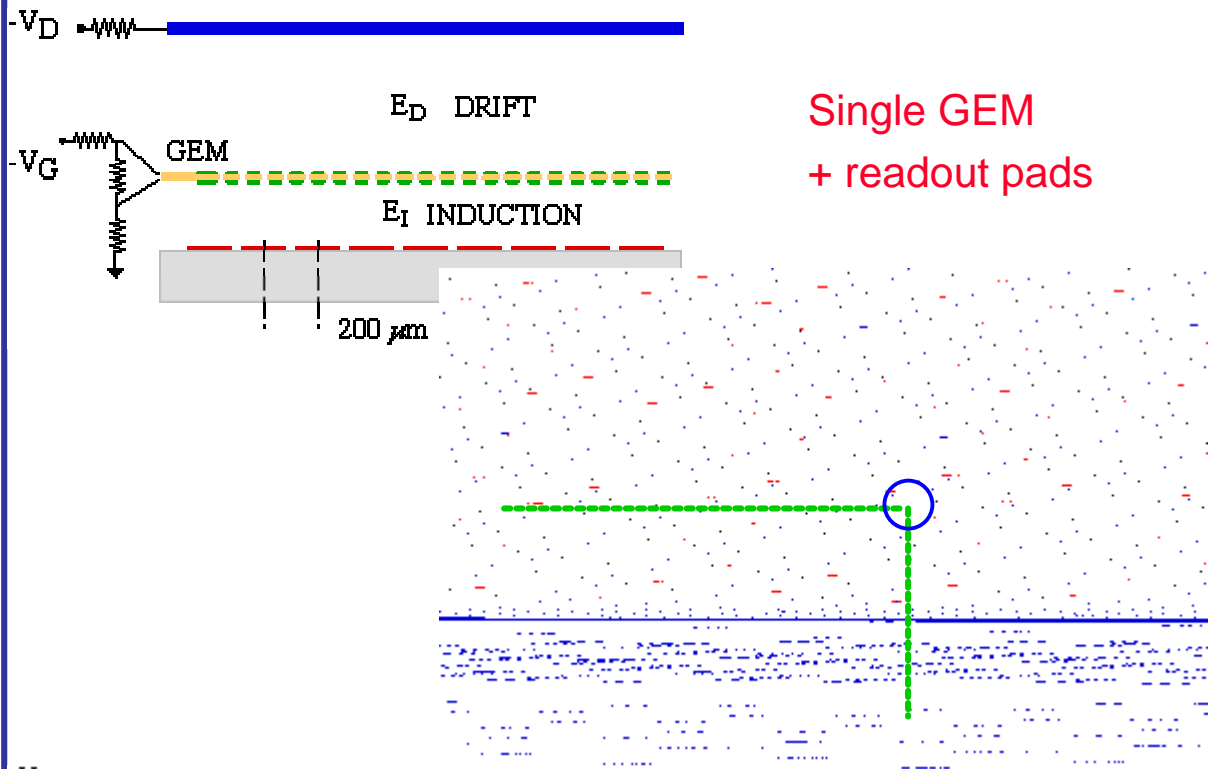 -VD
ED DRIFT
Single GEM
+ readout pads
-VG
GEM
EI INDUCTION
200 μm